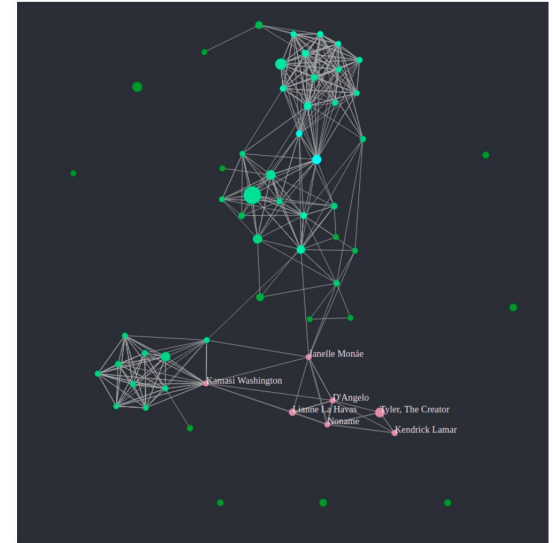 Janelle Monáe
Kamasi Washington
D'Angelo
Lianne La Havas
Tyler, The Creator
Noname
Kendrick Lamar